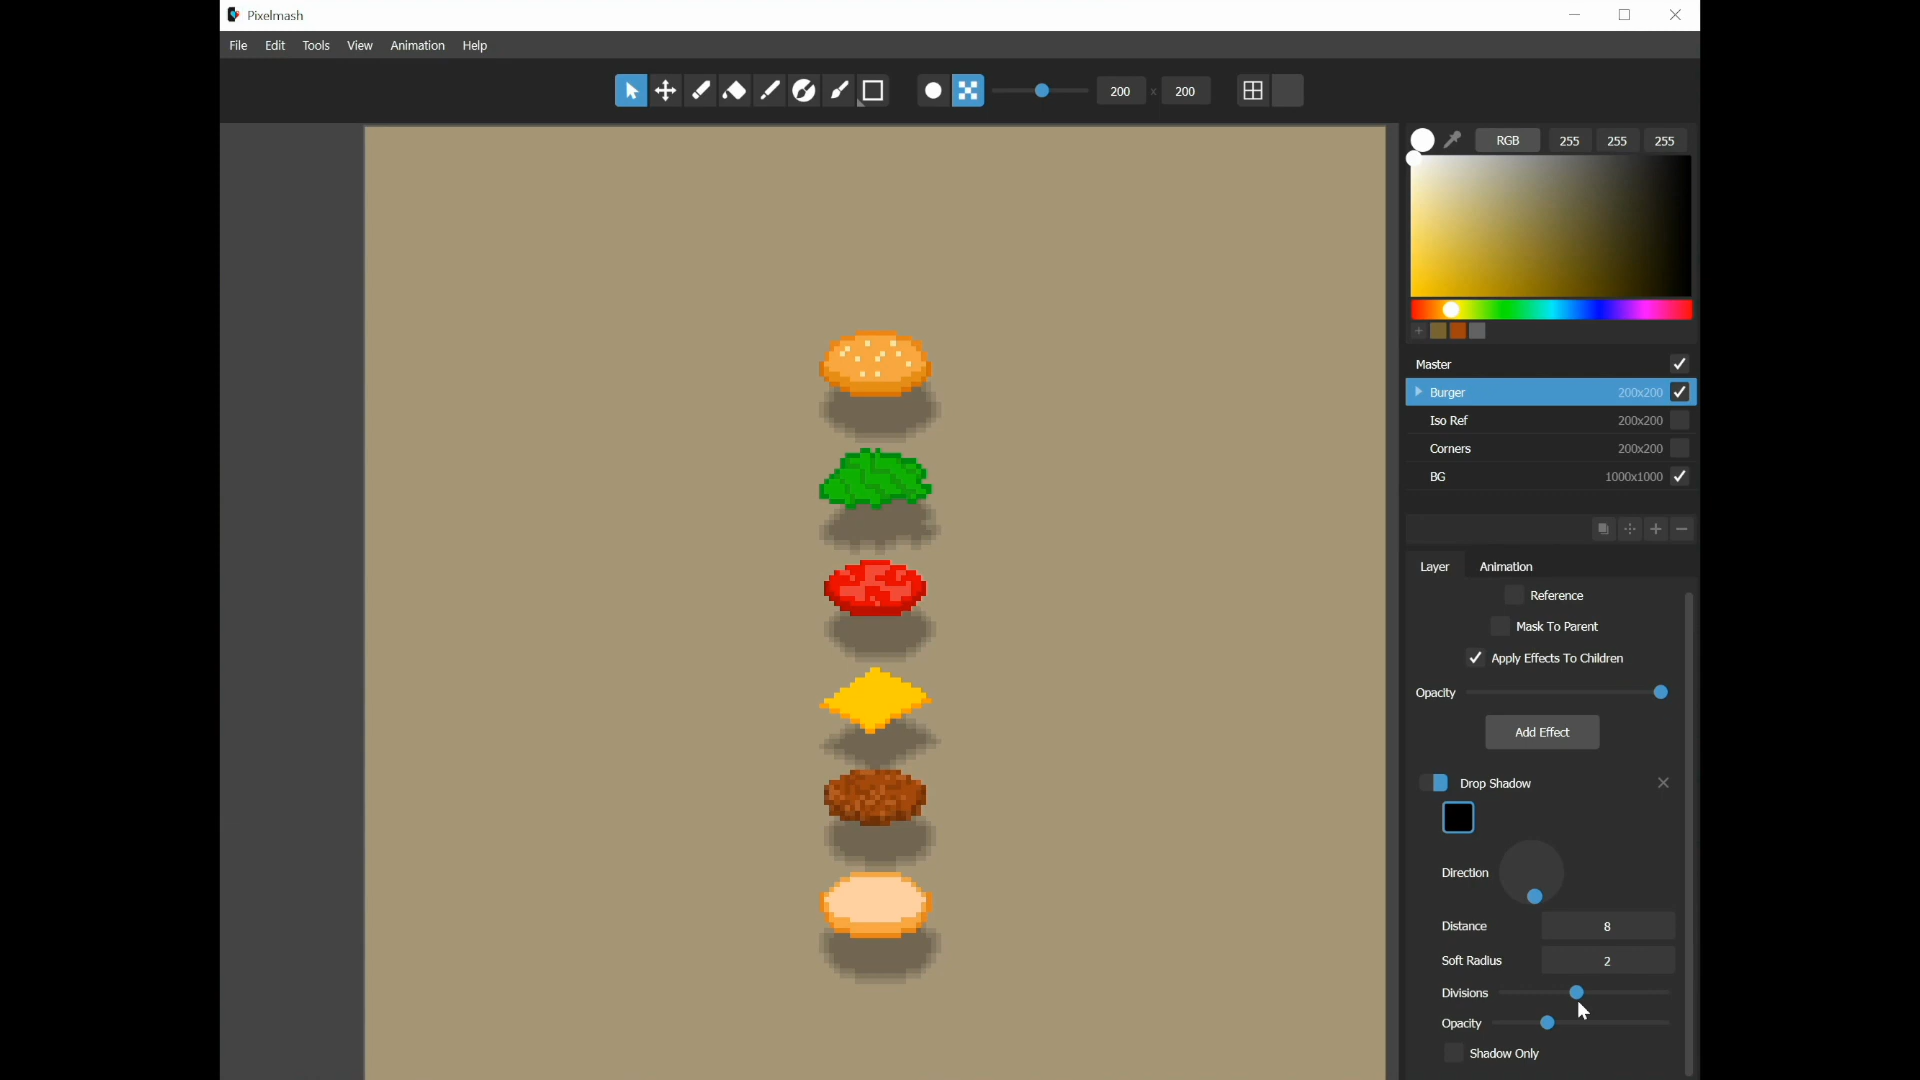 Pixelmash
File Edit Tools View Animation Help
200 x 200
RGB 255 255 255
Master
Burger 200x200
Iso Ref 200x200
Corners 200x200
BG 1000x1000
Layer Animation
Reference
Mask To Parent
Apply Effects To Children
Opacity
Add Effect
Drop Shadow
Direction
Distance 8
Soft Radius 2
Divisions
Opacity
Shadow Only